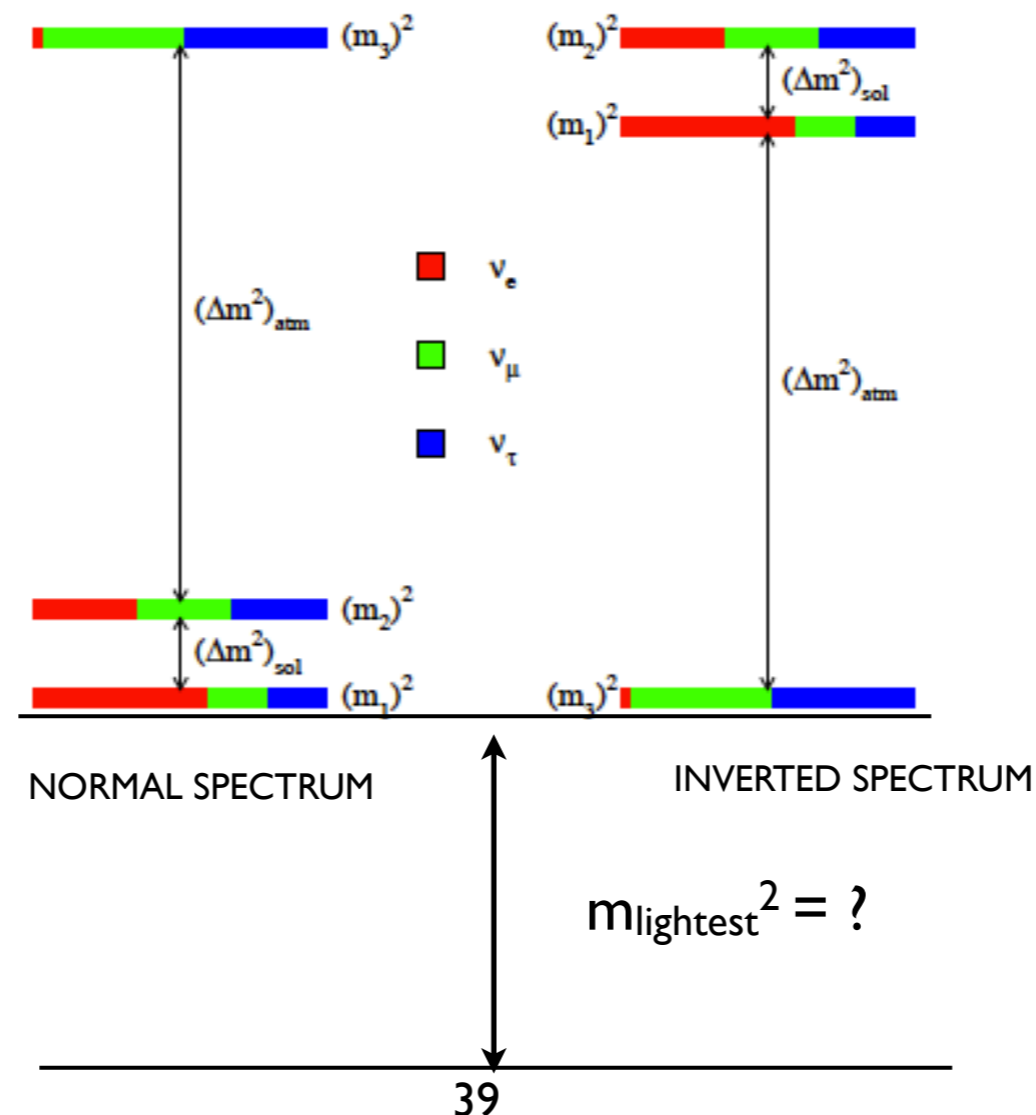 (m₃)²
(m₂)²
(Δm²)sol
(m₁)²
νe
(Δm²)atm
νμ
(Δm²)atm
ντ
(m₂)²
(Δm²)sol
(m₁)²
(m₃)²
NORMAL SPECTRUM
INVERTED SPECTRUM
mlightest² = ?
39